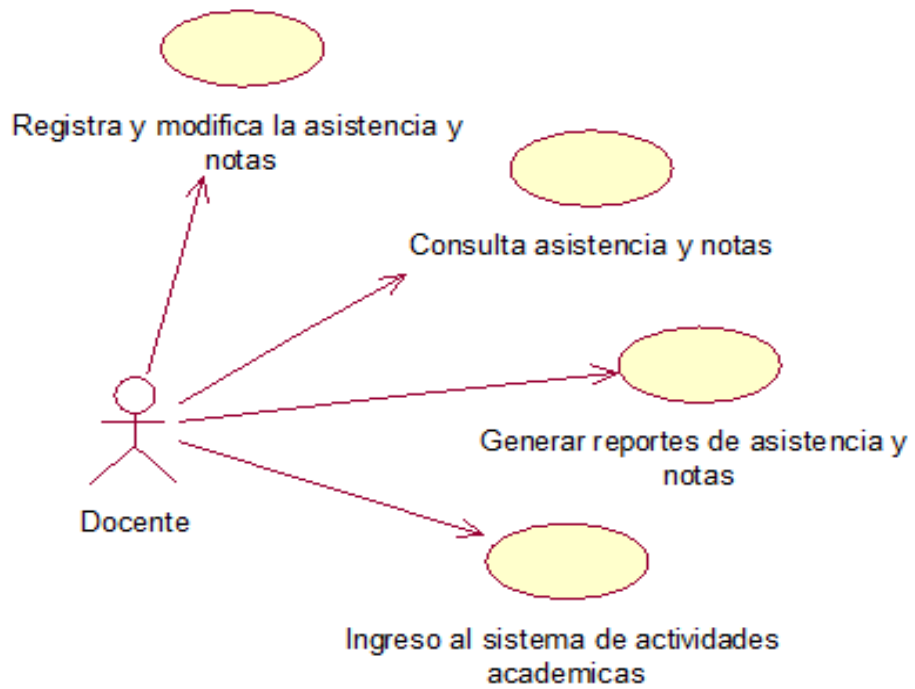 Registra y modifica la asistencia y
notas
Consulta asistencia y notas
Generar reportes de asistencia y
notas
Docente
Ingreso al sistema de actividades
academicas